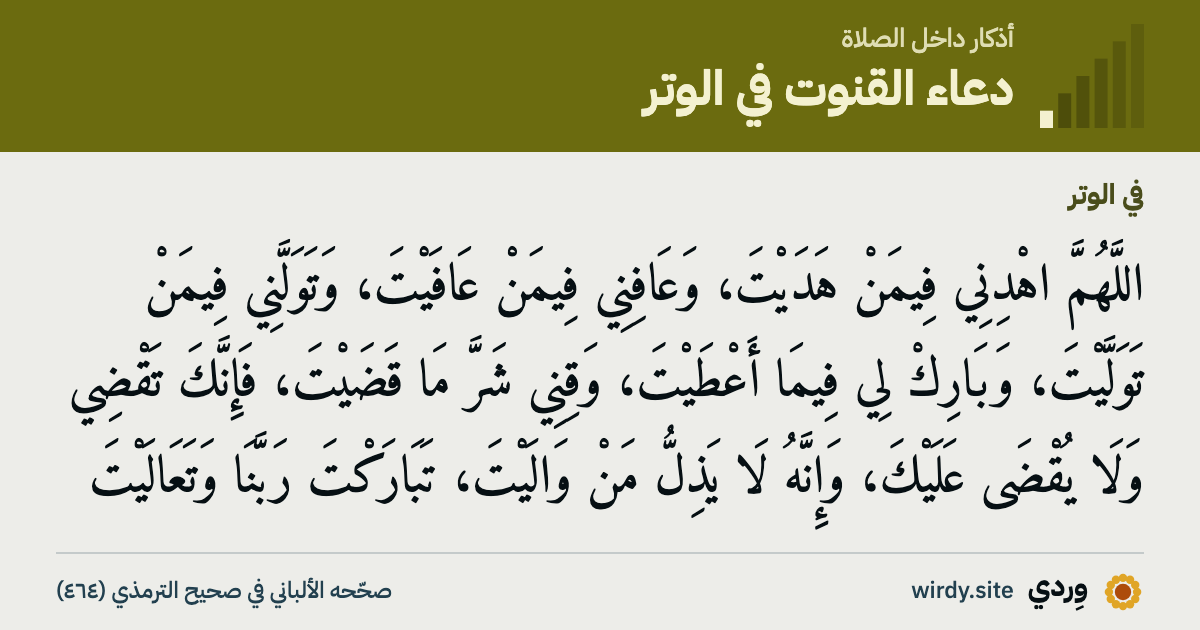 أذكار داخل الصلاة
دعاء القنوت في الوتر
في الوتر
اللَّهُمَّ اهْدِنِي فِيمَنْ هَدَيْتَ، وَعَافِنِي فِيمَنْ عَافَيْتَ، وَتَوَلَّنِي فِيمَنْ
تَوَلَّيْتَ، وَبَارِكْ لِي فِيمَا أَعْطَيْتَ، وَقِنِي شَرَّ مَا قَضَيْتَ، فَإِنَّكَ تَقْضِي
وَلَا يُقْضَى عَلَيْكَ، وَإِنَّهُ لَا يَذِلُّ مَنْ وَالَيْتَ، تَبَارَكْتَ رَبَّنَا وَتَعَالَيْتَ
وِردي wirdy.site
صحّحه الألباني في صحيح الترمذي (٤٦٤)